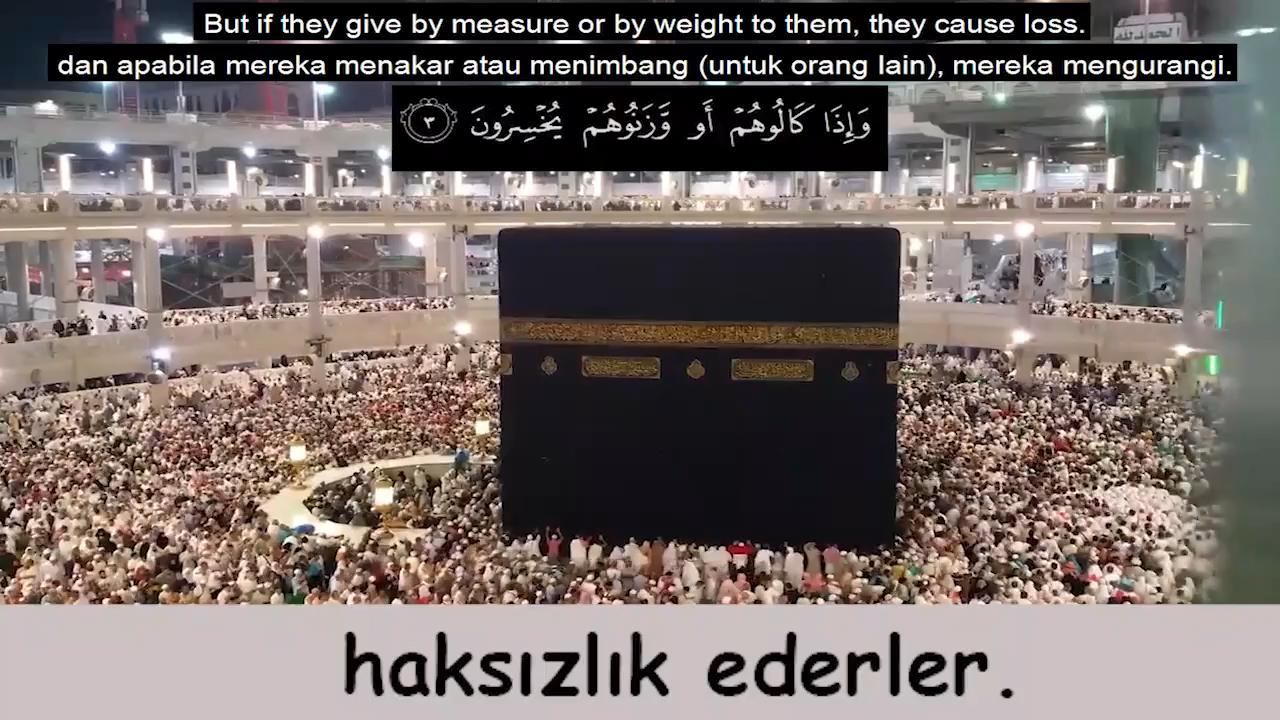 But if they give by measure or by weight to them, they cause loss.
dan apabila mereka menakar atau menimbang (untuk orang lain), mereka mengurangi.
وَإِذَا كَالُوهُمْ أَو وَّزَنُوهُمْ يُخْسِرُونَ ٣
haksızlık ederler.